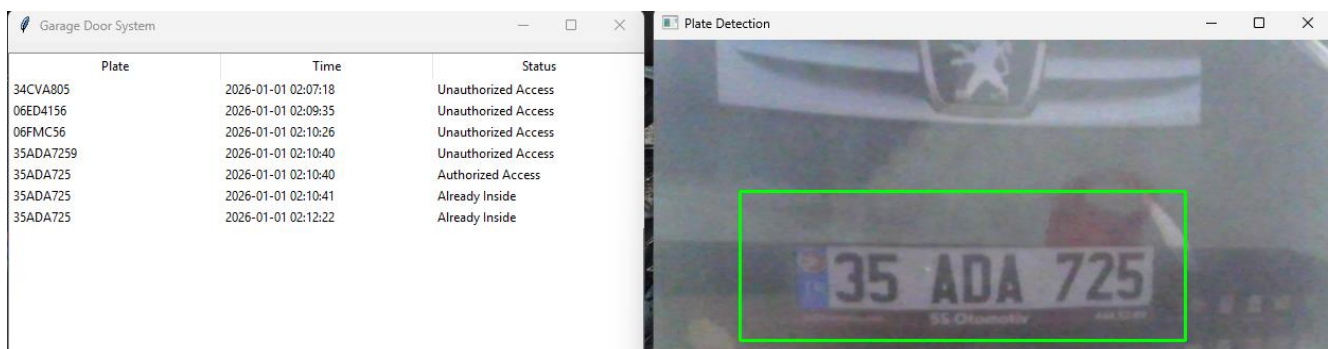 Garage Door System
Plate Time Status
34CVA805 2026-01-01 02:07:18 Unauthorized Access
06ED4156 2026-01-01 02:09:35 Unauthorized Access
06FMC56 2026-01-01 02:10:26 Unauthorized Access
35ADA7259 2026-01-01 02:10:40 Unauthorized Access
35ADA725 2026-01-01 02:10:40 Authorized Access
35ADA725 2026-01-01 02:10:41 Already Inside
35ADA725 2026-01-01 02:12:22 Already Inside
Plate Detection
35 ADA 725
SS Otomotiv